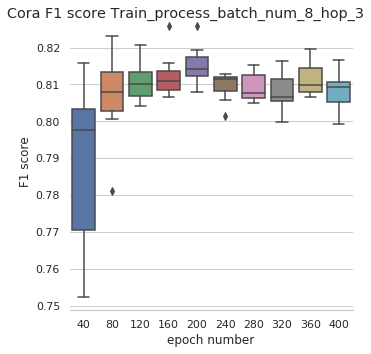 Cora F1 score Train_process_batch_num_8_hop_3
0.82
0.81
0.80
0.79
0.78
0.77
0.76
0.75
F1 score
40 80 120 160 200 240 280 320 360 400
epoch number